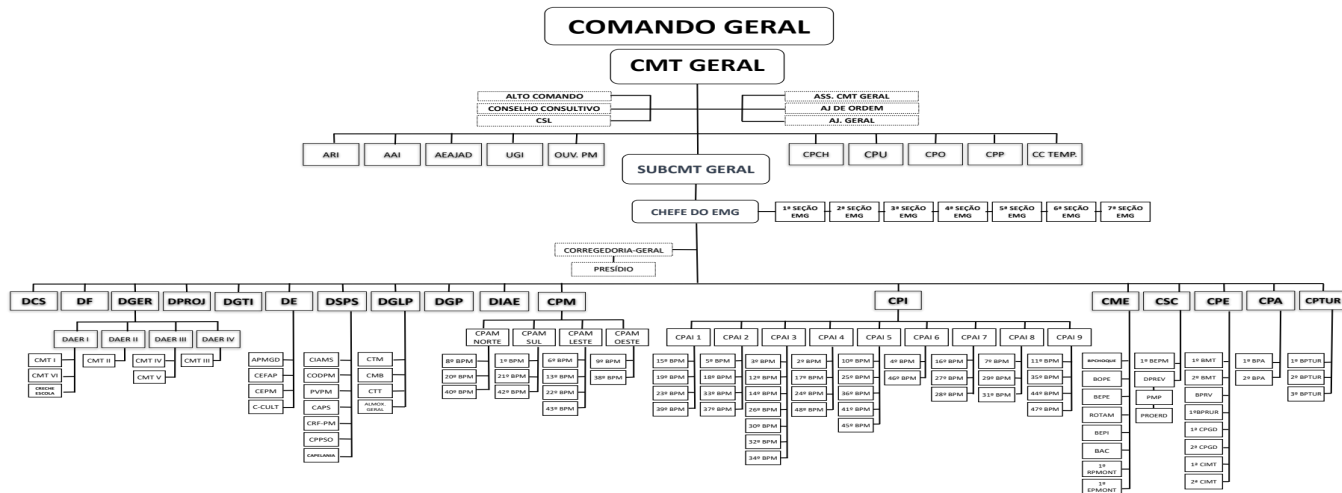 COMANDO GERAL
CMT GERAL
ALTO COMANDO
CONSELHO CONSULTIVO
CSL
ASS. CMT GERAL
AJ DE ORDEM
AJ. GERAL
ARI
AAI
AEAJAD
UGI
OUV. PM
CPCH
CPU
CPO
CPP
CC TEMP.
SUBCMT GERAL
CHEFE DO EMG
1ª SEÇÃO
EMG
2ª SEÇÃO
EMG
3ª SEÇÃO
EMG
4ª SEÇÃO
EMG
5ª SEÇÃO
EMG
6ª SEÇÃO
EMG
7ª SEÇÃO
EMG
CORREGEDORIA-GERAL
PRESÍDIO
DCS
DF
DGER
DPROJ
DGTI
DE
DSPS
DGLP
DGP
DIAE
CPM
CPI
CME
CSC
CPE
CPA
CPTUR
DAER I
DAER II
DAER III
DAER IV
CMT I
CMT VI
CRECHE
ESCOLA
CMT II
CMT IV
CMT V
CMT III
APMGD
CEFAP
CEPM
C-CULT
CIAMS
CODPM
PVPM
CAPS
CRF-PM
CPPSO
CAPELANIA
CTM
CMB
CTT
ALMOX.
GERAL
CPAM
NORTE
CPAM
SUL
CPAM
LESTE
CPAM
OESTE
8º BPM
20º BPM
40º BPM
1º BPM
21º BPM
42º BPM
6º BPM
13º BPM
22º BPM
43º BPM
9º BPM
38º BPM
CPAI 1
CPAI 2
CPAI 3
CPAI 4
CPAI 5
CPAI 6
CPAI 7
CPAI 8
CPAI 9
15º BPM
19º BPM
23º BPM
39º BPM
5º BPM
18º BPM
33º BPM
37º BPM
3º BPM
12º BPM
14º BPM
26º BPM
30º BPM
32º BPM
34º BPM
2º BPM
17º BPM
24º BPM
48º BPM
10º BPM
25º BPM
36º BPM
41º BPM
45º BPM
4º BPM
46º BPM
16º BPM
27º BPM
28º BPM
7º BPM
29º BPM
31º BPM
11º BPM
35º BPM
44º BPM
47º BPM
BPCHOQUE
BOPE
BEPE
ROTAM
BEPI
BAC
1º
RPMONT
1º
EPMONT
1º BEPM
DPREV
PMP
PROERD
1º BMT
2º BMT
BPRV
1ºBPRUR
1º CPGD
2º CPGD
1º CIMT
2º CIMT
1º BPA
2º BPA
1º BPTUR
2º BPTUR
3º BPTUR